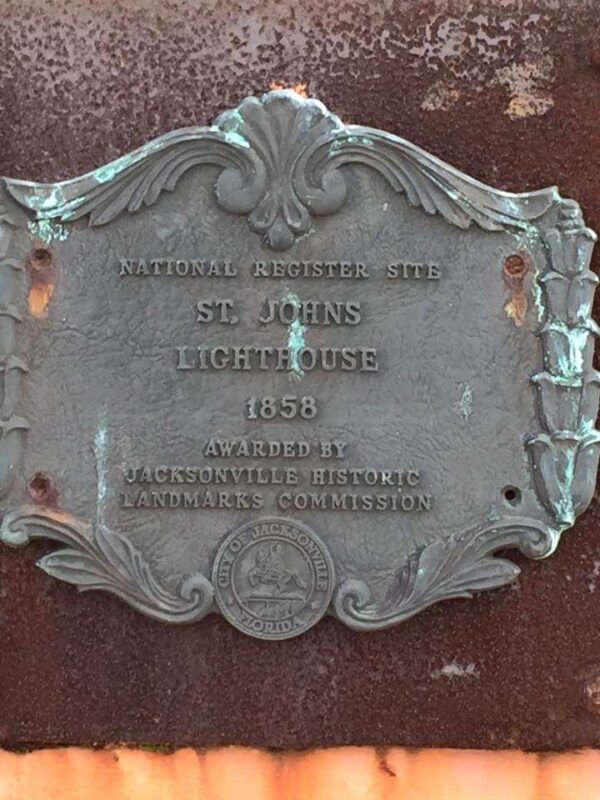 NATIONAL REGISTER SITE
ST. JOHNS
LIGHTHOUSE
1858
AWARDED BY
JACKSONVILLE HISTORIC
LANDMARKS COMMISSION
CITY OF JACKSONVILLE
FLORIDA